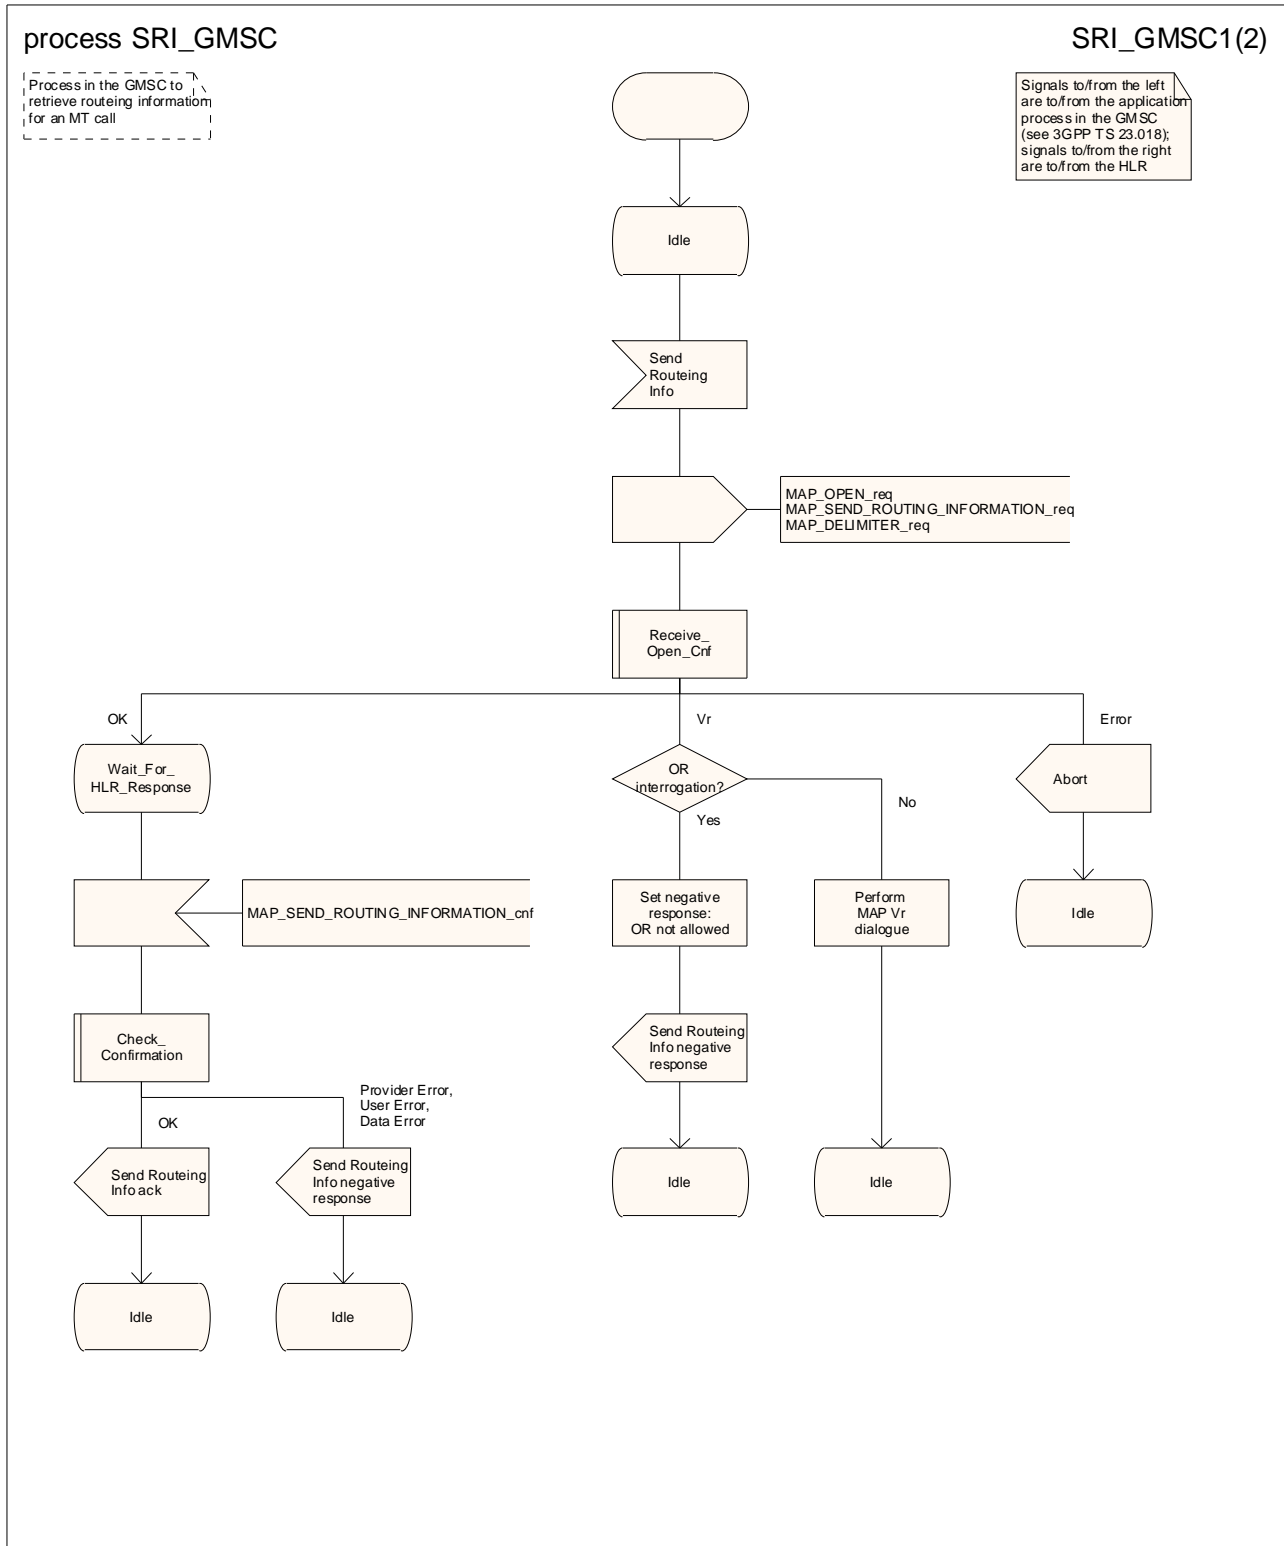 process SRI_GMSC
SRI_GMSC1(2)
Process in the GMSC to
retrieve routeing information
for an MT call
Signals to/from the left
are to/from the application
process in the GMSC
(see 3GPP TS 23.018);
signals to/from the right
are to/from the HLR
Idle
Send
Routeing
Info
MAP_OPEN_req
MAP_SEND_ROUTING_INFORMATION_req
MAP_DELIMITER_req
Receive_
Open_Cnf
OK
Vr
Error
Wait_For_
HLR_Response
OR
interrogation?
Abort
No
Yes
MAP_SEND_ROUTING_INFORMATION_cnf
Set negative
response:
OR not allowed
Perform
MAP Vr
dialogue
Idle
Check_
Confirmation
Send Routeing
Info negative
response
Provider Error,
User Error,
Data Error
OK
Send Routeing
Info ack
Send Routeing
Info negative
response
Idle
Idle
Idle
Idle